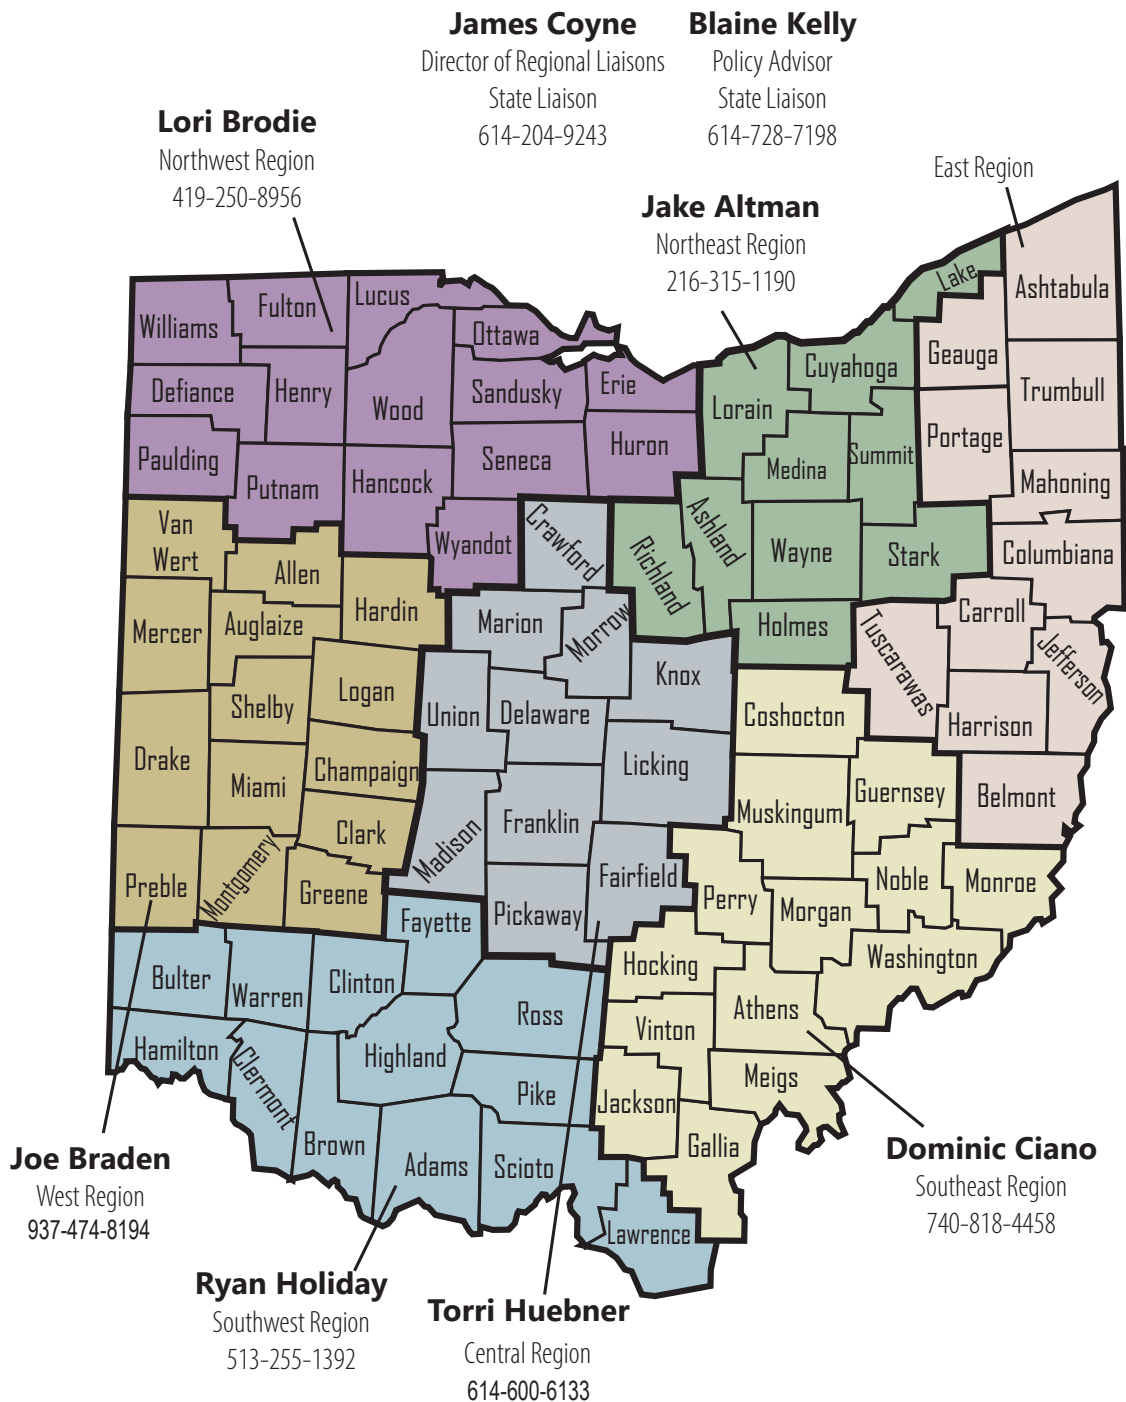 James Coyne
Director of Regional Liaisons
State Liaison
614-204-9243
Blaine Kelly
Policy Advisor
State Liaison
614-728-7198
Lori Brodie
Northwest Region
419-250-8956
Jake Altman
Northeast Region
216-315-1190
East Region
Williams
Fulton
Lucus
Ottawa
Defiance
Henry
Wood
Sandusky
Erie
Paulding
Putnam
Hancock
Seneca
Huron
Wyandot
Lake
Ashtabula
Geauga
Cuyahoga
Trumbull
Lorain
Medina
Summit
Portage
Mahoning
Richland
Ashland
Wayne
Stark
Columbiana
Holmes
Tuscarawas
Carroll
Jefferson
Harrison
Belmont
Van
Wert
Allen
Hardin
Mercer
Auglaize
Shelby
Logan
Drake
Miami
Champaign
Clark
Preble
Montgomery
Greene
Crawford
Marion
Morrow
Knox
Union
Delaware
Licking
Madison
Franklin
Fairfield
Pickaway
Coshocton
Muskingum
Guernsey
Perry
Morgan
Noble
Monroe
Washington
Hocking
Athens
Vinton
Meigs
Jackson
Gallia
Fayette
Bulter
Warren
Clinton
Ross
Hamilton
Clermont
Highland
Pike
Brown
Adams
Scioto
Lawrence
Joe Braden
West Region
937-474-8194
Ryan Holiday
Southwest Region
513-255-1392
Torri Huebner
Central Region
614-600-6133
Dominic Ciano
Southeast Region
740-818-4458